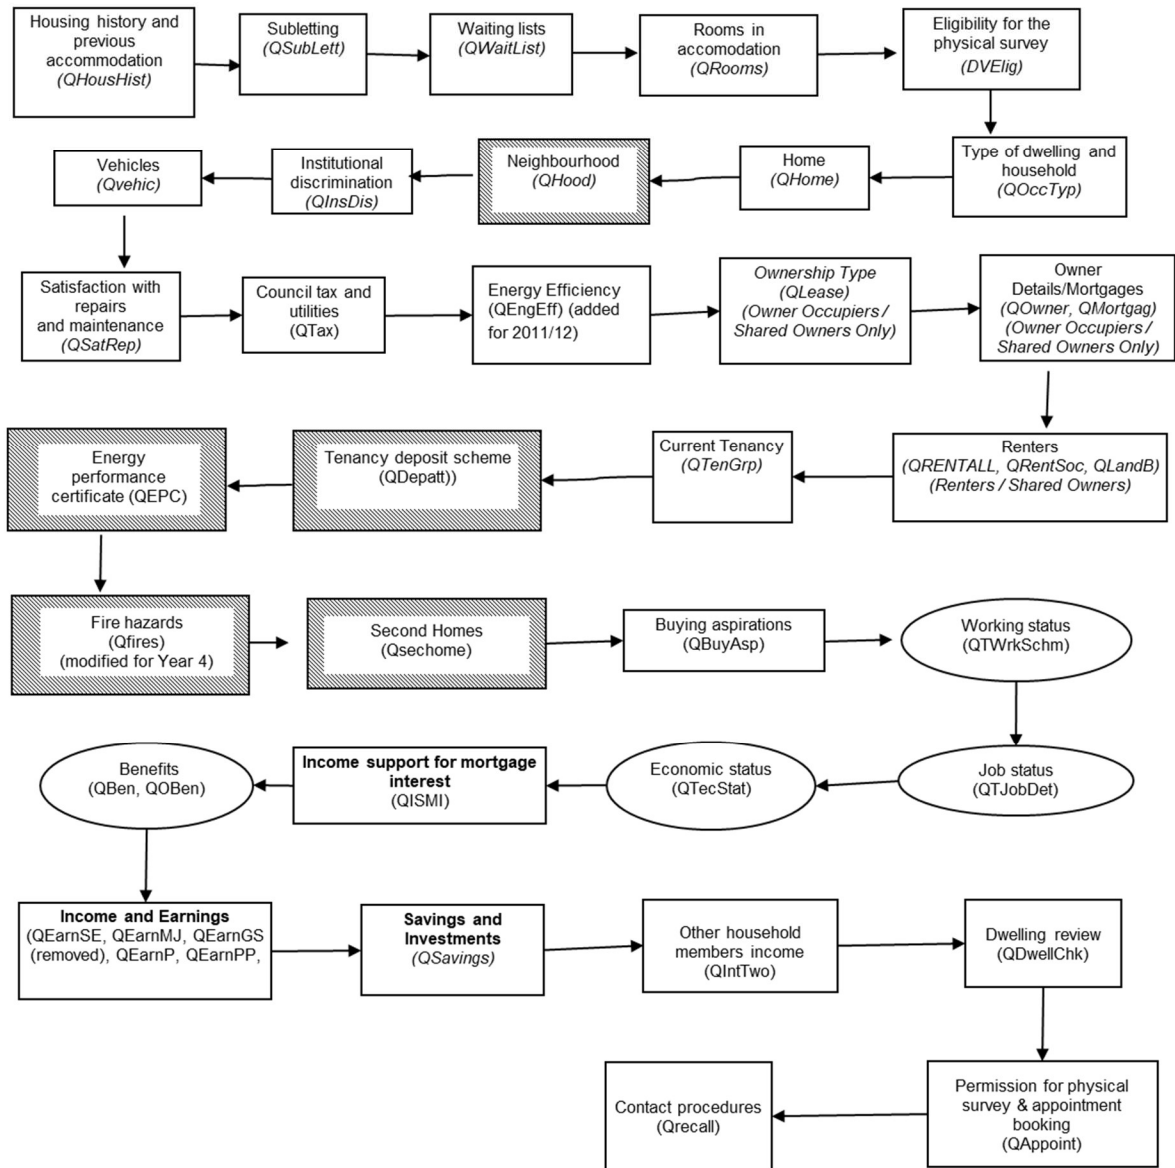 Housing history and
previous
accommodation
(QHousHist)
Subletting
(QSubLett)
Waiting lists
(QWaitList)
Rooms in
accomodation
(QRooms)
Eligibility for the
physical survey
(DVElig)
Type of dwelling and
household
(QOccTyp)
Home
(QHome)
Neighbourhood
(QHood)
Institutional
discrimination
(QInsDis)
Vehicles
(Qvehic)
Satisfaction with
repairs
and maintenance
(QSatRep)
Council tax and
utilities
(QTax)
Energy Efficiency
(QEngEff) (added
for 2011/12)
Ownership Type
(QLease)
(Owner Occupiers /
Shared Owners Only)
Owner
Details/Mortgages
(QOwner, QMortgag)
(Owner Occupiers /
Shared Owners Only)
Renters
(QRENTALL, QRentSoc, QLandB)
(Renters / Shared Owners)
Current Tenancy
(QTenGrp)
Tenancy deposit scheme
(QDepatt))
Energy
performance
certificate (QEPC)
Fire hazards
(Qfires)
(modified for Year 4)
Second Homes
(Qsechome)
Buying aspirations
(QBuyAsp)
Working status
(QTWrkSchm)
Job status
(QTJobDet)
Economic status
(QTecStat)
Income support for mortgage
interest
(QISMI)
Benefits
(QBen, QOBen)
Income and Earnings
(QEarnSE, QEarnMJ, QEarnGS
(removed), QEarnP, QEarnPP,
Savings and
Investments
(QSavings)
Other household
members income
(QIntTwo)
Dwelling review
(QDwellChk)
Permission for physical
survey & appointment
booking
(QAppoint)
Contact procedures
(Qrecall)